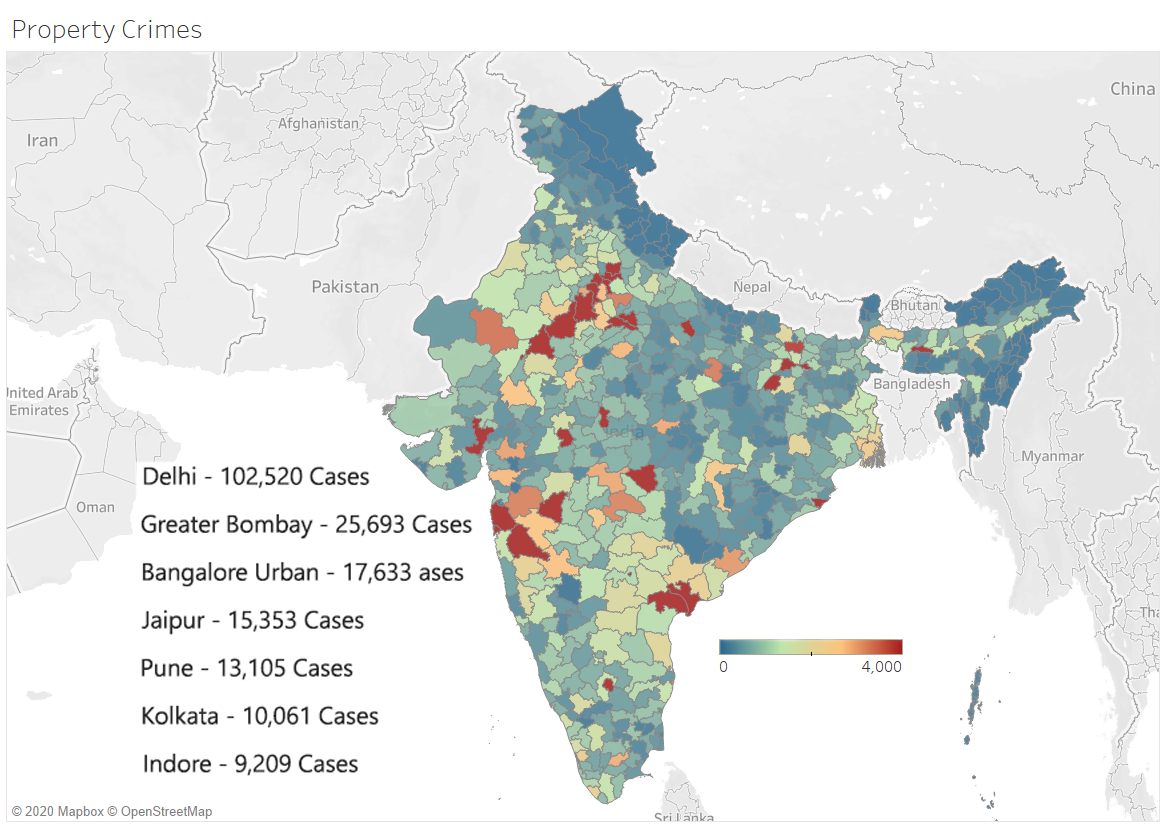 Property Crimes
China
Afghanistan
Iran
Pakistan
Nepal
Bhutan
United Arab
Emirates
Bangladesh
Myanmar
Oman
Delhi - 102,520 Cases
Greater Bombay - 25,693 Cases
Bangalore Urban - 17,633 ases
Jaipur - 15,353 Cases
Pune - 13,105 Cases
Kolkata - 10,061 Cases
Indore - 9,209 Cases
Tha
0
4,000
© 2020 Mapbox © OpenStreetMap
Sri Lanka